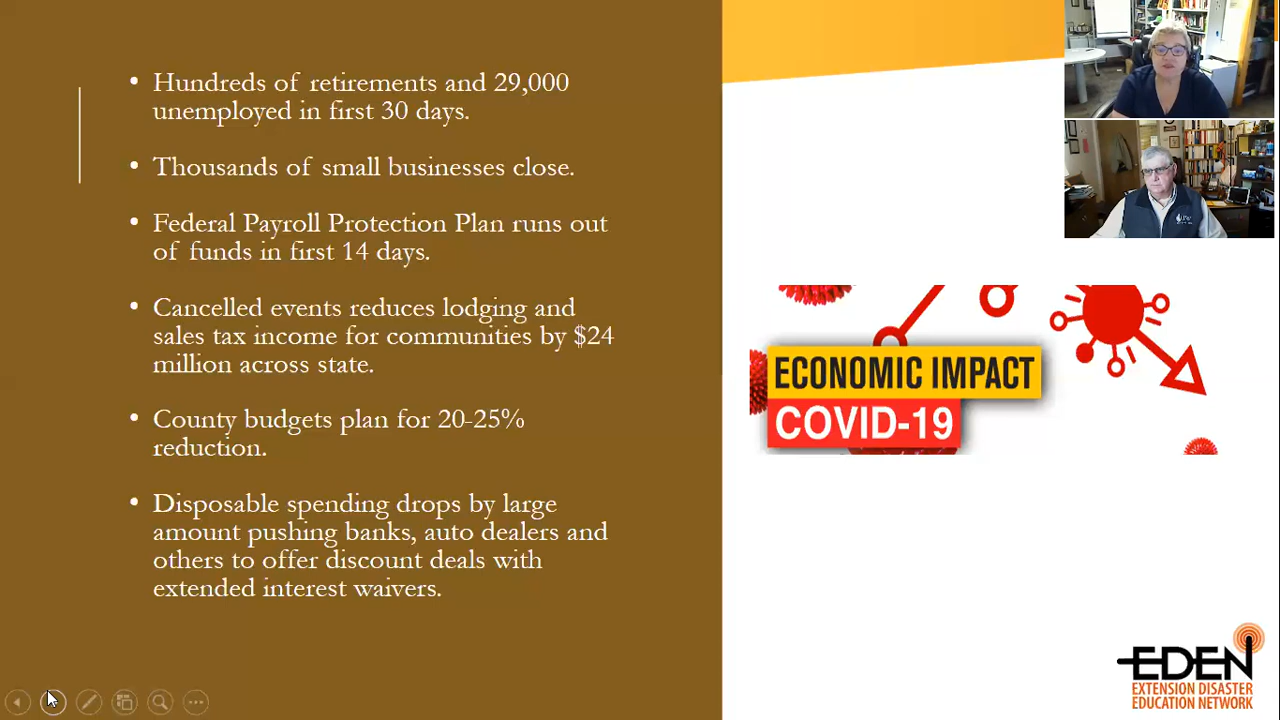 • Hundreds of retirements and 29,000
unemployed in first 30 days.
• Thousands of small businesses close.
• Federal Payroll Protection Plan runs out
of funds in first 14 days.
• Cancelled events reduces lodging and
sales tax income for communities by $24
million across state.
• County budgets plan for 20-25%
reduction.
• Disposable spending drops by large
amount pushing banks, auto dealers and
others to offer discount deals with
extended interest waivers.
ECONOMIC IMPACT
COVID-19
EDEN
EXTENSION DISASTER
EDUCATION NETWORK